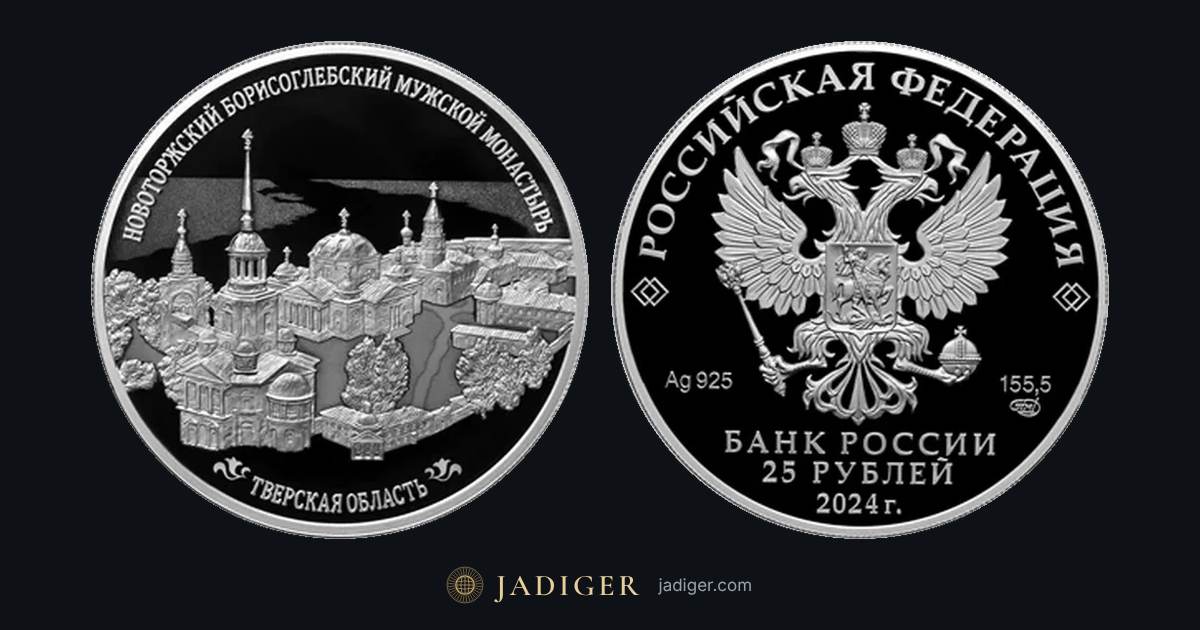 НОВОТОРЖСКИЙ БОРИСОГЛЕБСКИЙ МУЖСКОЙ МОНАСТЫРЬ
ТВЕРСКАЯ ОБЛАСТЬ
РОССИЙСКАЯ ФЕДЕРАЦИЯ
Ag 925
155,5
БАНК РОССИИ
25 РУБЛЕЙ
2024 г.
JADIGER
jadiger.com